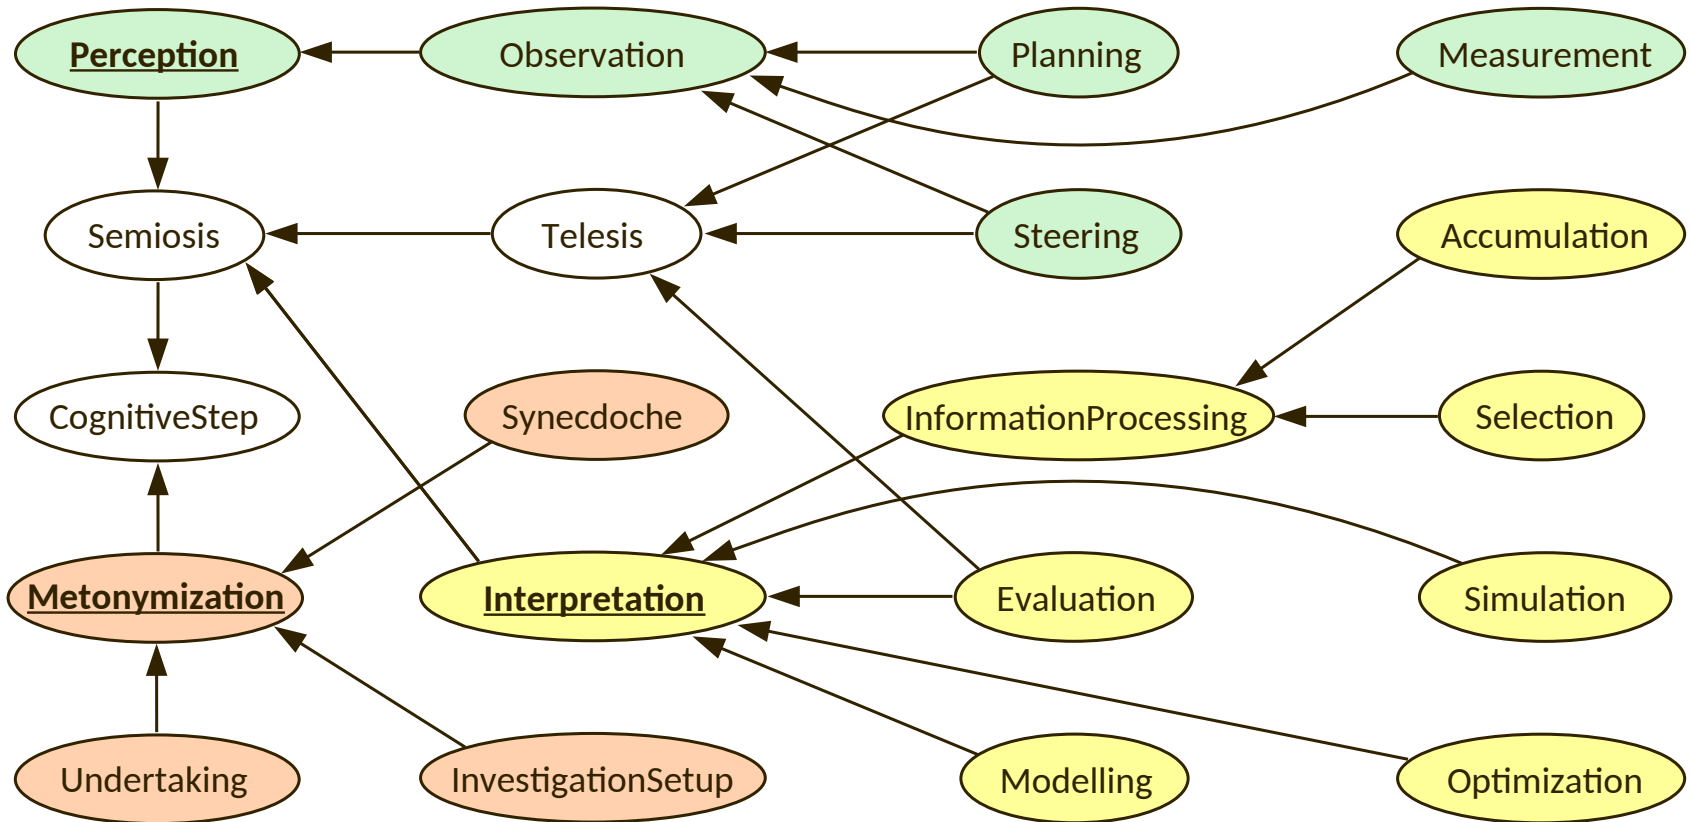 Perception
Observation
Planning
Measurement
Semiosis
Telesis
Steering
Accumulation
CognitiveStep
Synecdoche
InformationProcessing
Selection
Metonymization
Interpretation
Evaluation
Simulation
Undertaking
InvestigationSetup
Modelling
Optimization